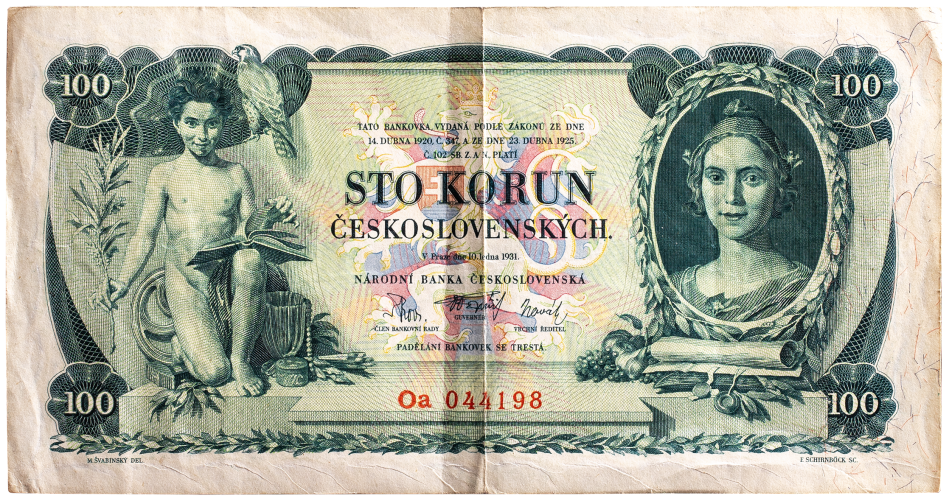 100
100
TATO BANKOVKA, VYDANÁ PODLE ZÁKONŮ ZE DNE
14. DUBNA 1920, Č. 347, A ZE DNE 23. DUBNA 1925,
Č. 102 SB. Z. A N., PLATÍ
STO KORUN
ČESKOSLOVENSKÝCH.
V Praze dne 10. ledna 1931.
NÁRODNÍ BANKA ČESKOSLOVENSKÁ
Novák
ČLEN BANKOVNÍ RADY
GUVERNÉR
VRCHNÍ ŘEDITEL
PADĚLÁNÍ BANKOVEK SE TRESTÁ.
Oa 044198
100
100
M. ŠVABINSKÝ DEL.
F. SCHIRNBÖCK SC.